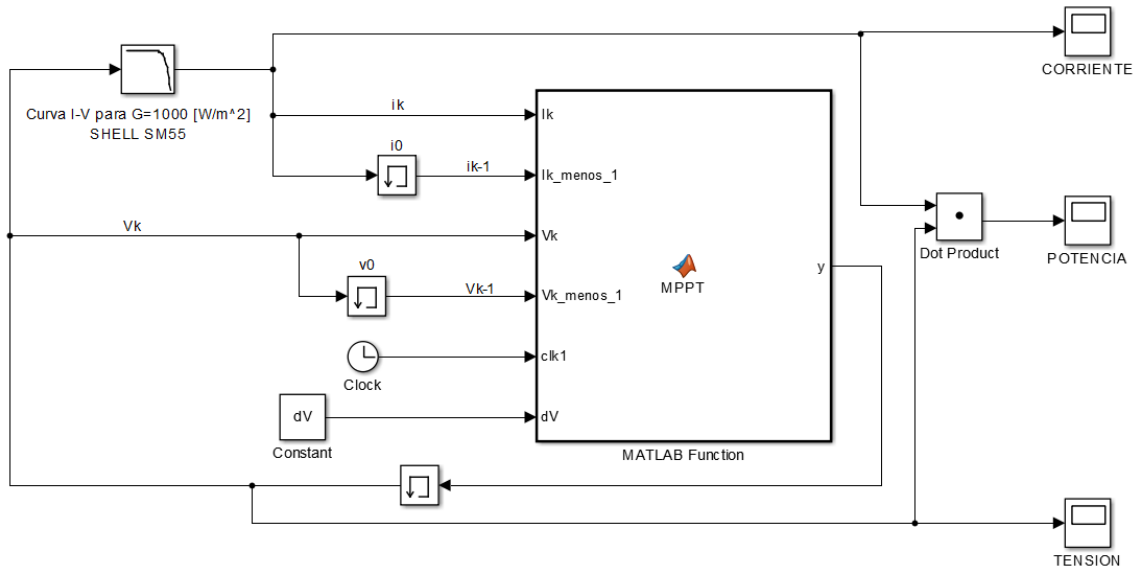 CORRIENTE
Curva I-V para G=1000 [W/m^2]
SHELL SM55
ik
Ik
i0
ik-1
Ik_menos_1
Vk
Vk
v0
Vk-1
Vk_menos_1
MPPT
y
Dot Product
POTENCIA
clk1
Clock
dV
dV
Constant
MATLAB Function
TENSION